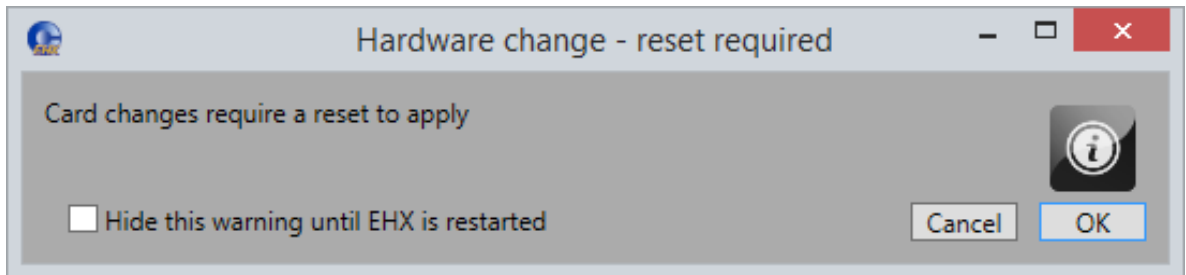 Hardware change - reset required
Card changes require a reset to apply
Hide this warning until EHX is restarted
Cancel
OK